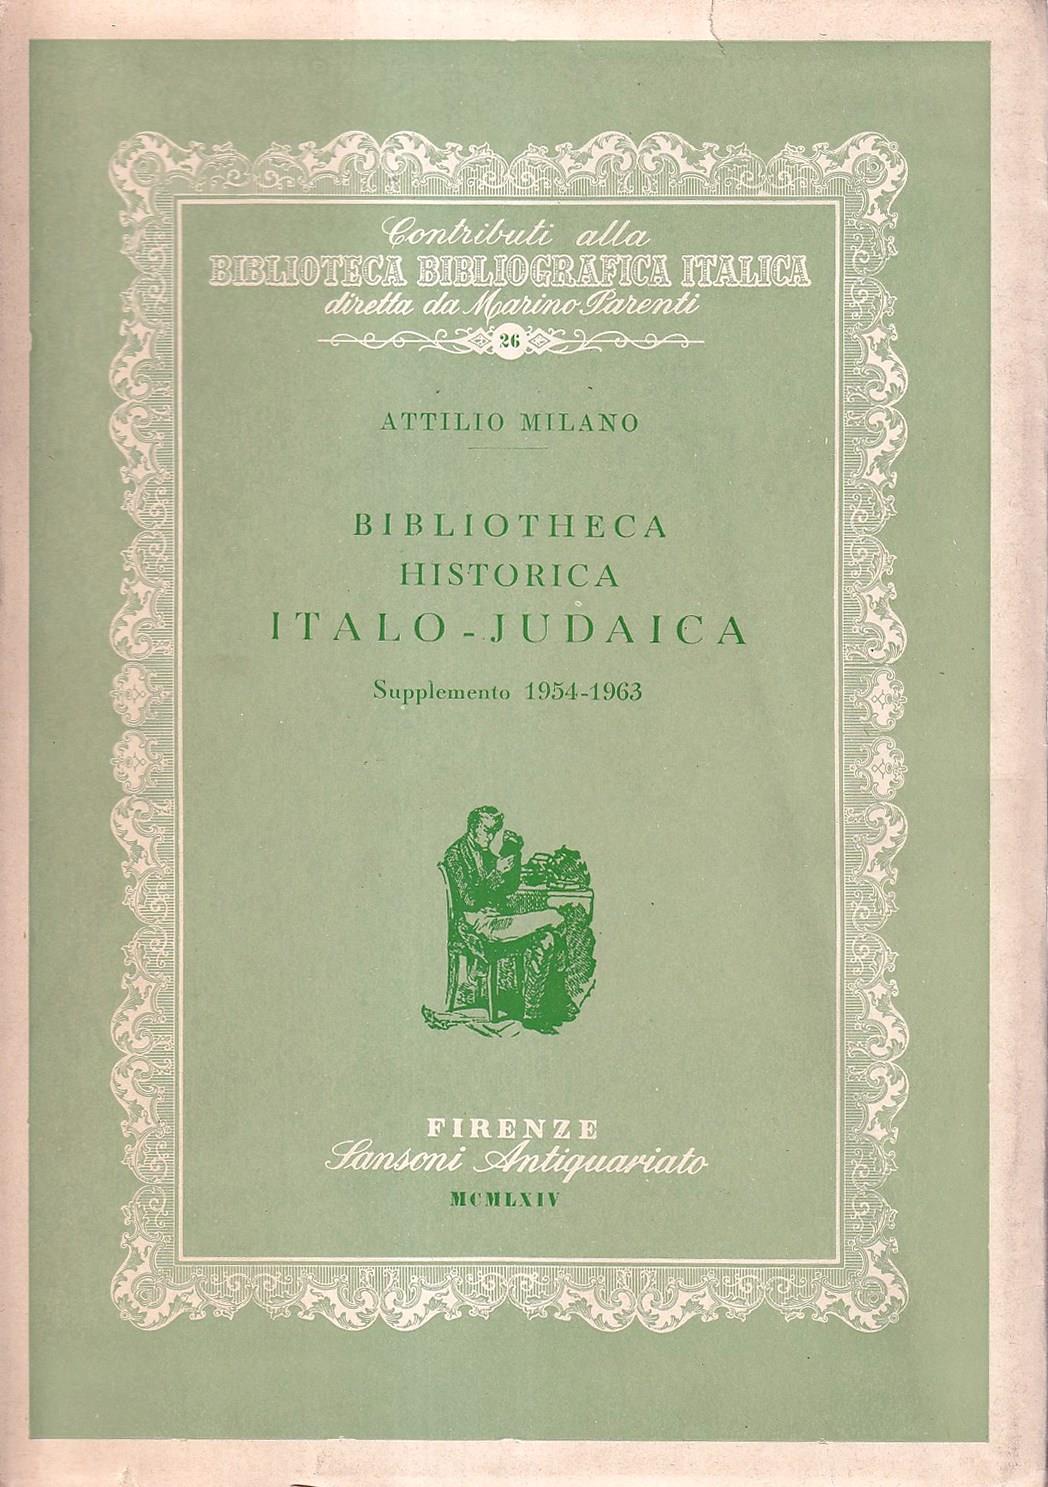 Contributi alla
BIBLIOTECA BIBLIOGRAFICA ITALICA
diretta da Marino Parenti
26
ATTILIO MILANO
BIBLIOTHECA
HISTORICA
ITALO-JUDAICA
Supplemento 1954-1963
FIRENZE
Sansoni Antiquariato
MCMLXIV